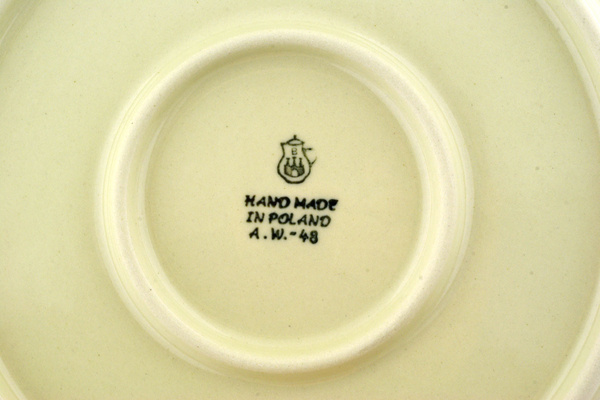 B
HAND MADE
IN POLAND
A.W.-48